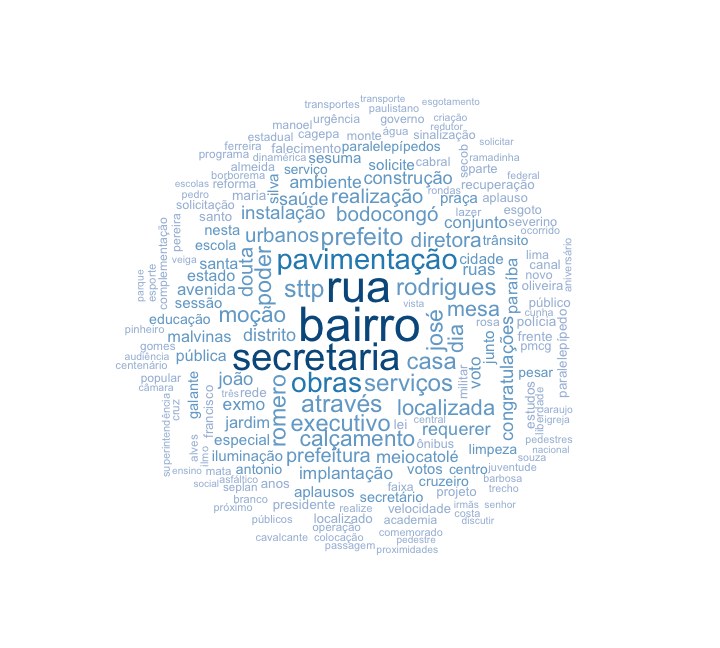 transporte
transportes
esgotamento
paulistano
urgência
governo
criação
manoel
redutor
estadual
cagepa
monte
água
sinalização
solicitar
ferreira
falecimento
paralelepípedos
secob
programa
dinamérica
sesuma
solicite
cabral
ramadinha
almeida
serviço
construção
parte
federal
borborema
silva
ambiente
escolas
reforma
recuperação
pedro
maria
saúde
realização
praça
rondas
aplauso
solicitação
instalação
bodocongó
lazer
esgoto
santo
conjunto
severino
pereira
nesta
urbanos
prefeito
diretora
trânsito
ocorrido
complementação
escola
douta
poder
pavimentação
cidade
lima
aniversário
veiga
santa
ruas
canal
parque
esporte
estado
sttp
rua
rodrigues
paraíba
novo
avenida
oliveira
sessão
moção
vista
mesa
público
educação
bairro
josé
dia
rosa
cunha
pinheiro
malvinas
distrito
polícia
paralelepípedo
gomes
junto
frente
audiência
pública
secretaria
casa
voto
congratulações
pmcg
centenário
popular
joão
obras
serviços
militar
pesar
câmara
galante
três
rede
romero
através
localizada
estudos
liberdade
cruz
francisco
exmo
araujo
superintendência
jardim
executivo
lei
central
requerer
igreja
alves
ilmo
especial
calçamento
ônibus
pedestres
iluminação
prefeitura
meio
catolé
limpeza
nacional
souza
ensino
mata
antonio
implantação
votos
centro
juventude
social
asfáltico
seplan
anos
faixa
cruzeiro
barbosa
aplausos
secretário
projeto
trecho
branco
próximo
presidente
realize
velocidade
irmãs
senhor
públicos
localizado
academia
costa
discutir
operação
cavalcante
colocação
comemorado
pedestre
passagem
proximidades